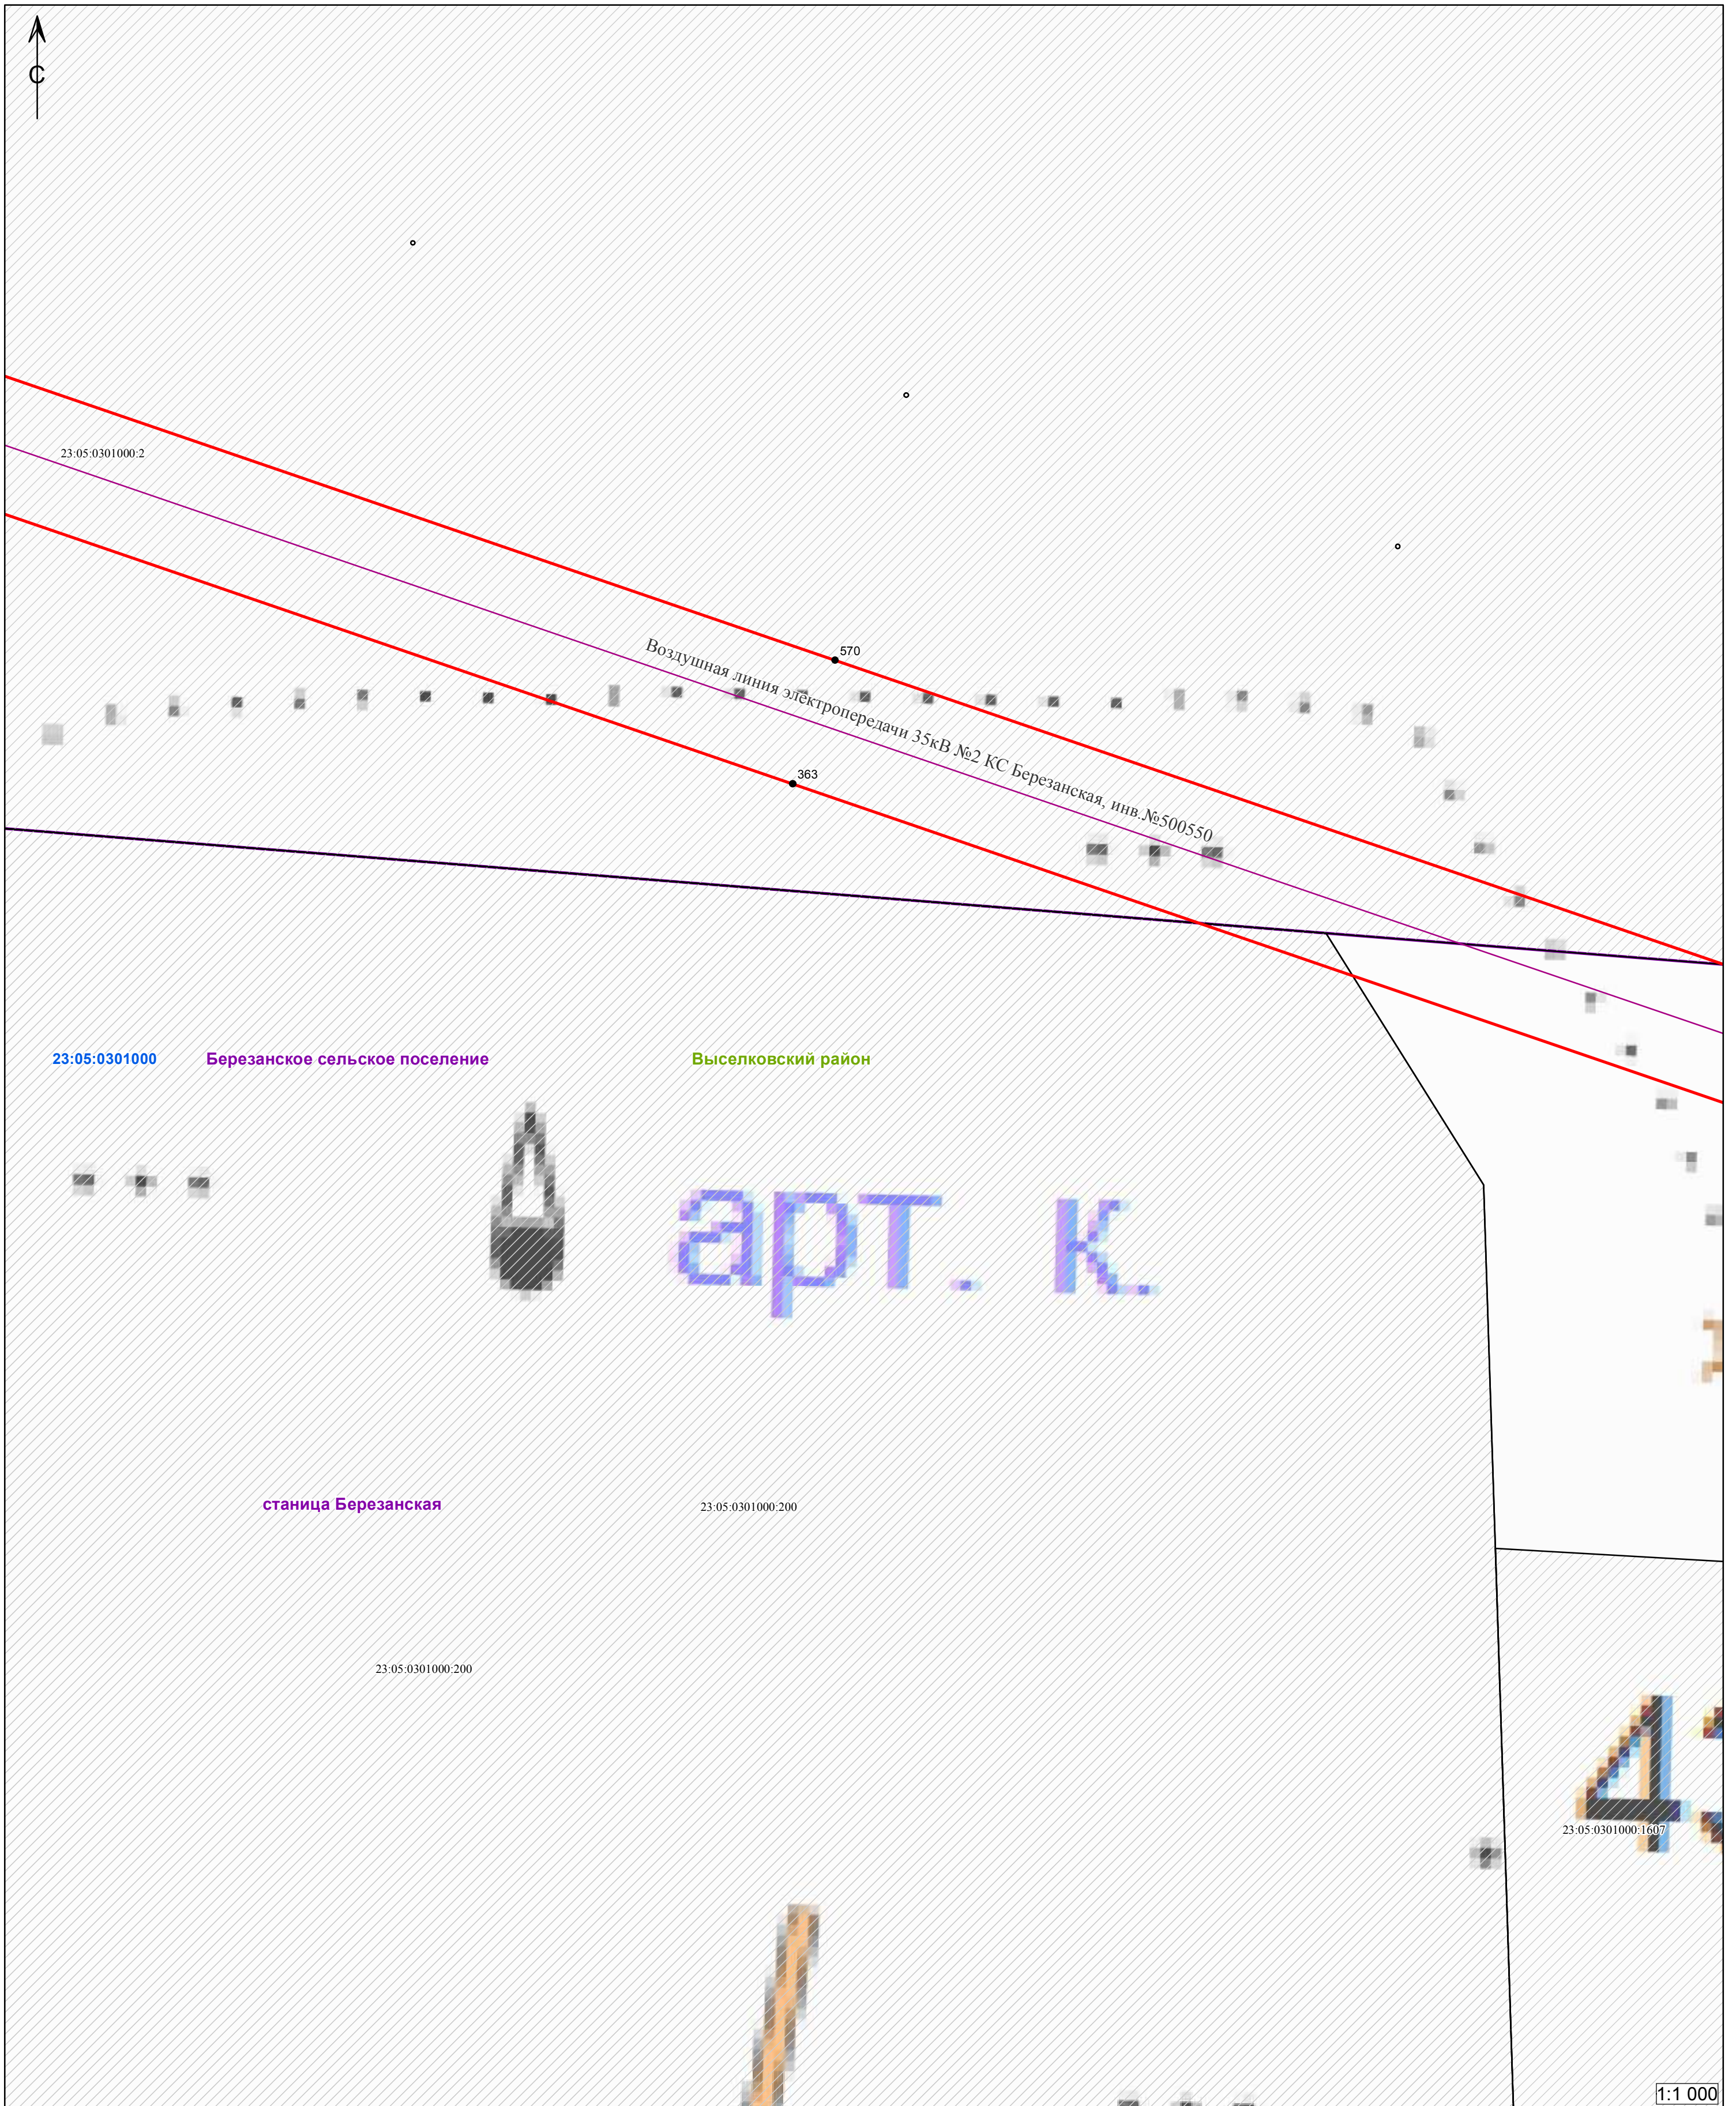 С
23:05:0301000:2
570
Воздушная линия электропередачи 35кВ №2 КС Березанская, инв.№500550
363
23:05:0301000 Березанское сельское поселение Выселковский район
арт. к
станица Березанская 23:05:0301000:200
23:05:0301000:200
4
23:05:0301000:1607
1:1 000